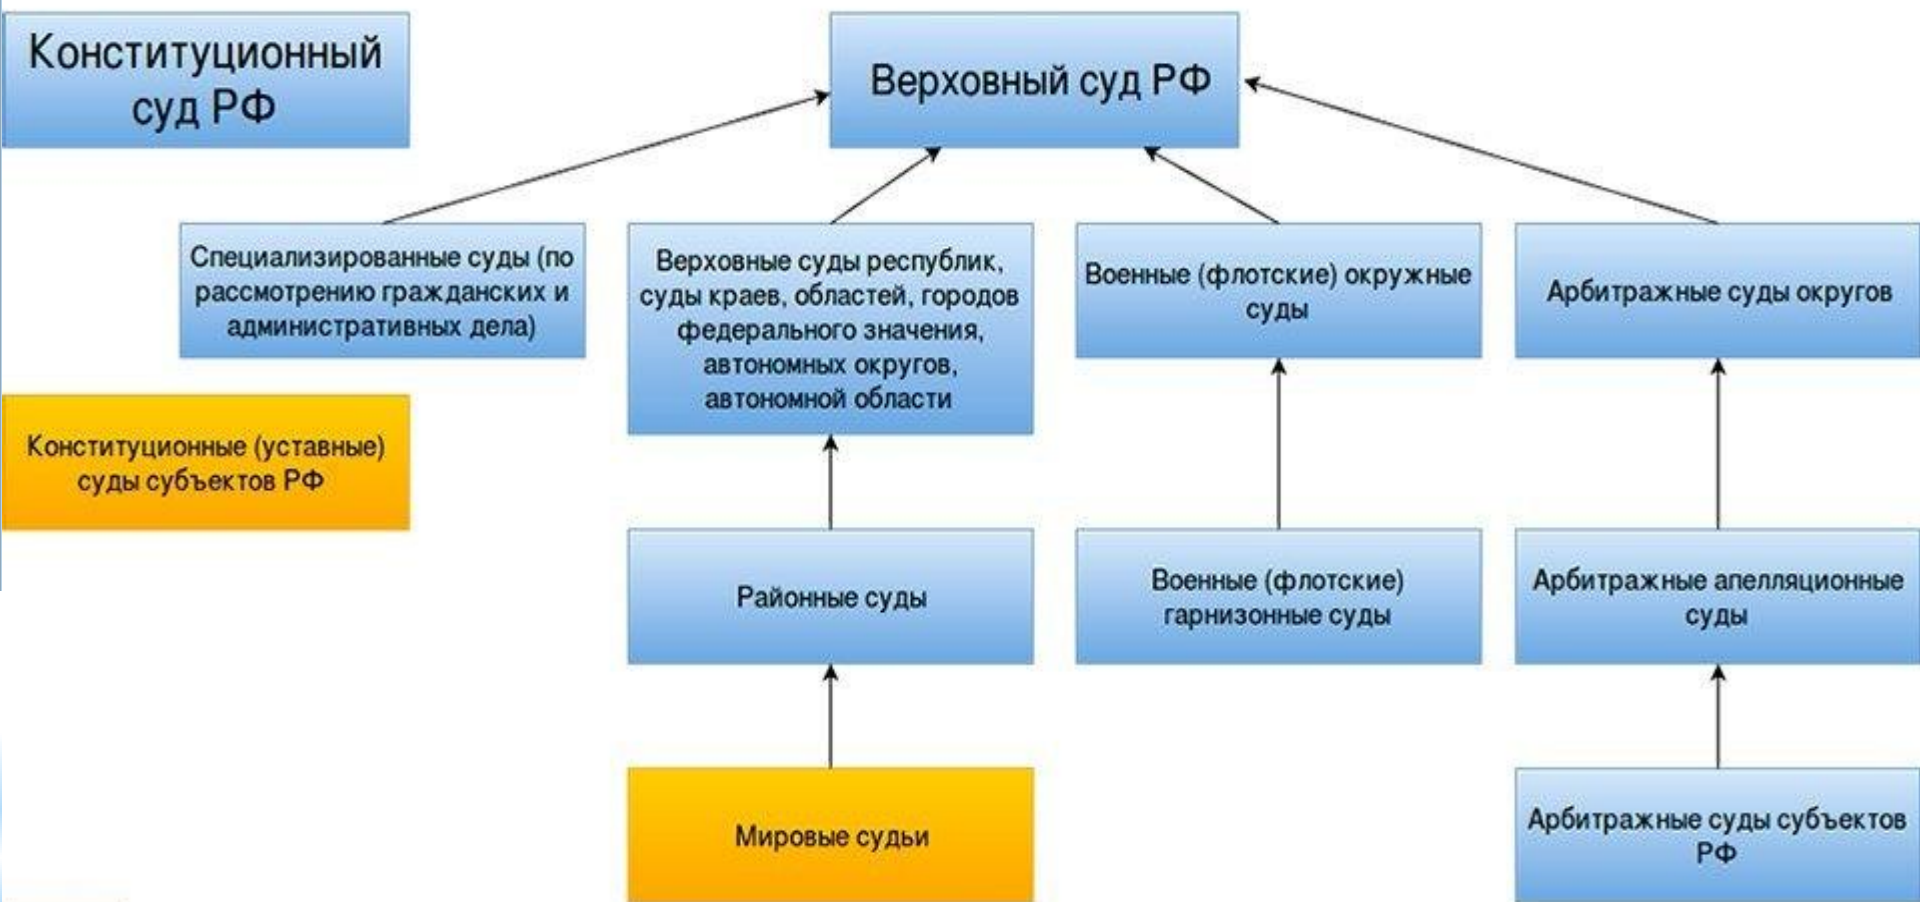 Конституционный
суд РФ
Верховный суд РФ
Специализированные суды (по
рассмотрению гражданских и
административных дела)
Верховные суды республик,
суды краев, областей, городов
федерального значения,
автономных округов,
автономной области
Военные (флотские) окружные
суды
Арбитражные суды округов
Конституционные (уставные)
суды субъектов РФ
Районные суды
Военные (флотские)
гарнизонные суды
Арбитражные апелляционные
суды
Мировые судьи
Арбитражные суды субъектов
РФ